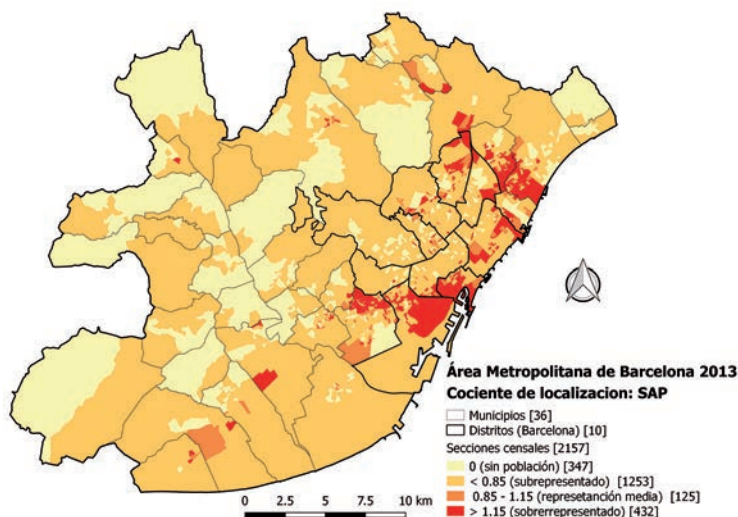 Área Metropolitana de Barcelona 2013
Cociente de localizacion: SAP
Municipios [36]
Distritos (Barcelona) [10]
Secciones censales [2157]
0 (sin población) [347]
< 0.85 (subrepresentado) [1253]
0.85 - 1.15 (represetanción media) [125]
> 1.15 (sobrerrepresentado) [432]
0 2.5 5 7.5 10 km